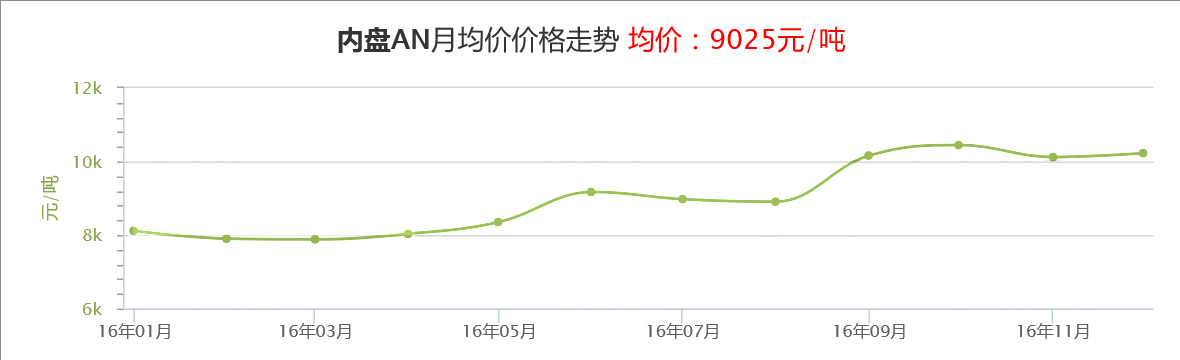 内盘AN月均价价格走势 均价：9025元/吨
12k
10k
8k
6k
元/吨
16年01月 16年03月 16年05月 16年07月 16年09月 16年11月